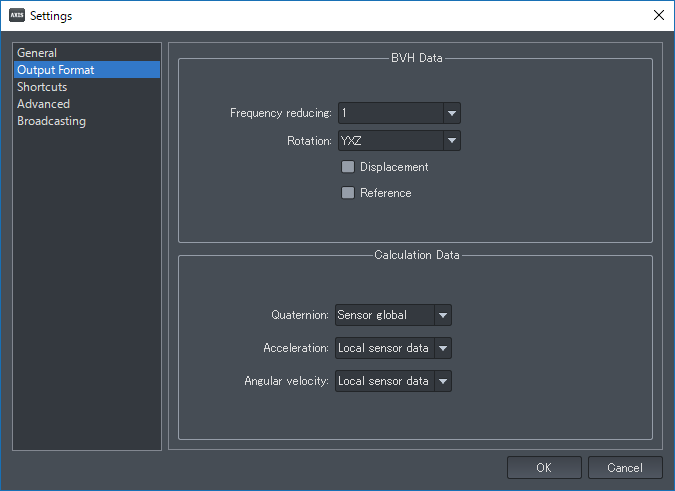 AXIS Settings
General
Output Format
Shortcuts
Advanced
Broadcasting
BVH Data
Frequency reducing: 1
Rotation: YXZ
Displacement
Reference
Calculation Data
Quaternion: Sensor global
Acceleration: Local sensor data
Angular velocity: Local sensor data
OK Cancel